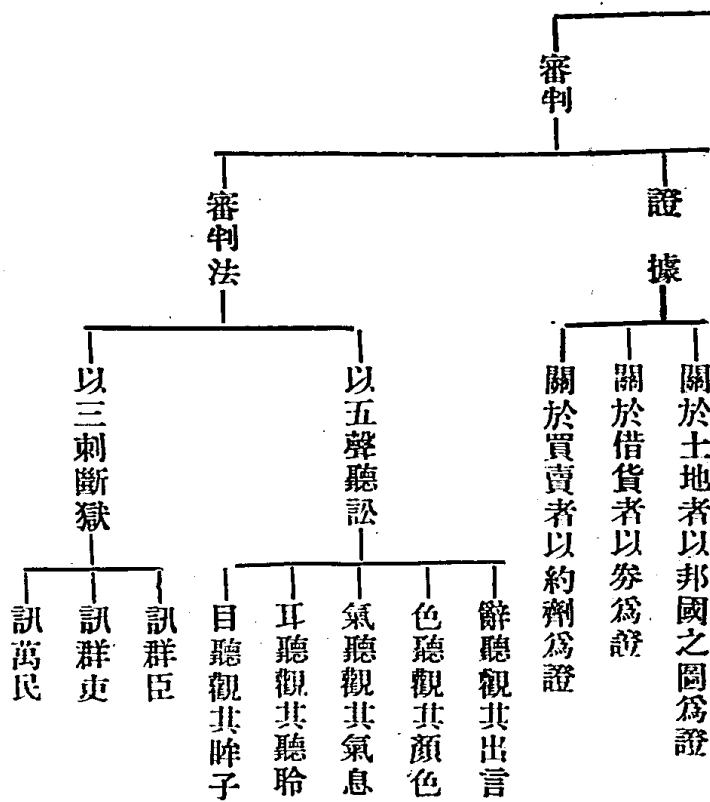 審判
證據
關於土地者以邦國之圖爲證
關於借貨者以券爲證
關於買賣者以約劑爲證
審判法
以五聲聽訟
辭聽觀其出言
色聽觀其顏色
氣聽觀其氣息
耳聽觀其聽聆
目聽觀其眸子
以三刺斷獄
訊群臣
訊群吏
訊萬民